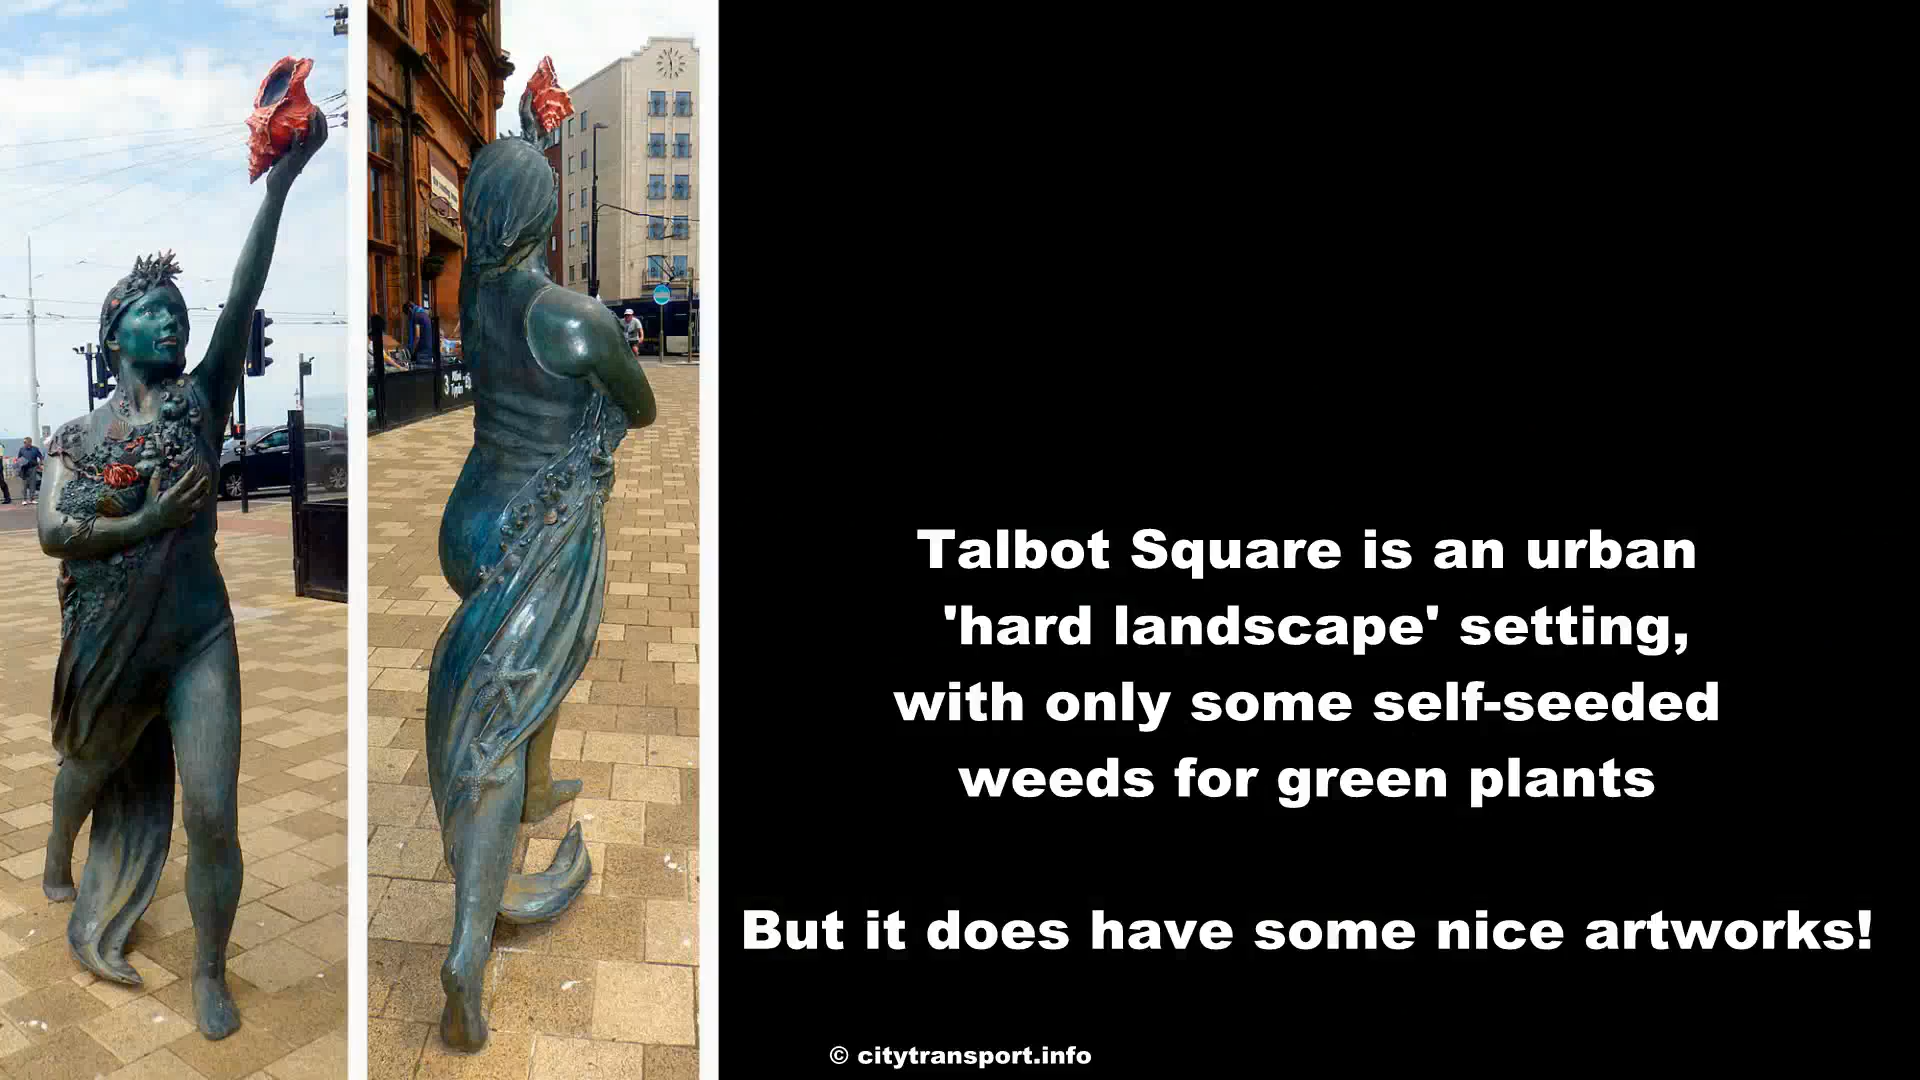 Talbot Square is an urban
'hard landscape' setting,
with only some self-seeded
weeds for green plants
But it does have some nice artworks!
© citytransport.info